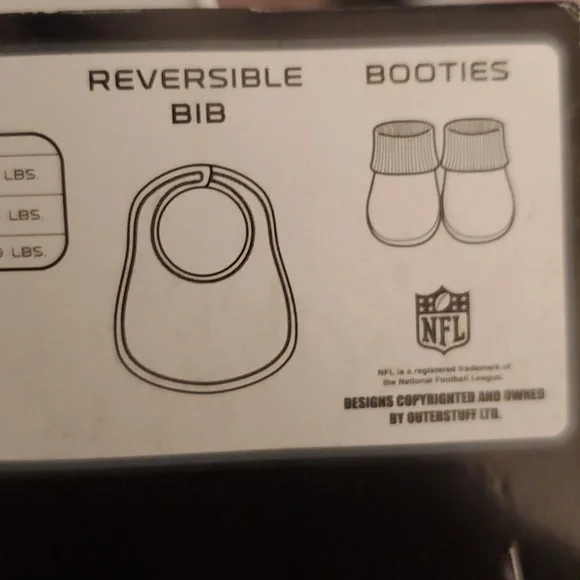 REVERSIBLE
BIB
BOOTIES
LBS.
LBS.
LBS.
NFL
NFL is a registered trademark of
the National Football League.
DESIGNS COPYRIGHTED AND OWNED
BY OUTERSTUFF LTD.